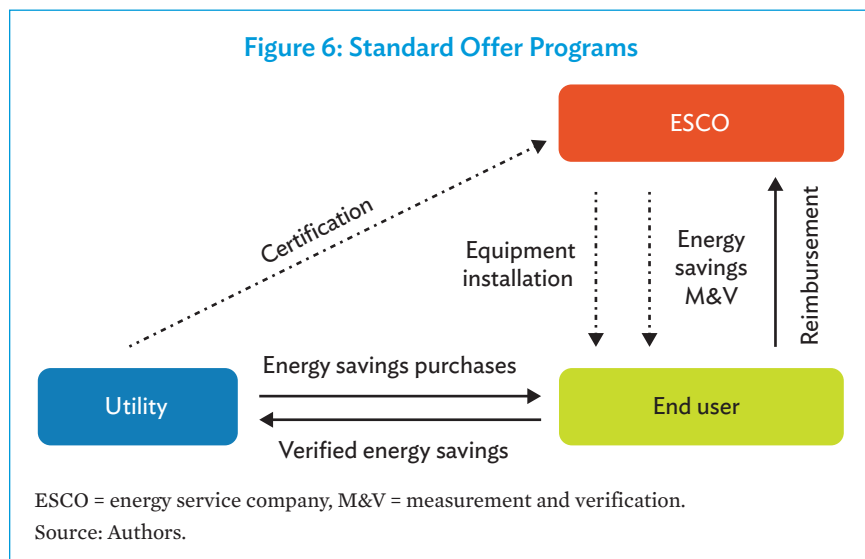 Figure 6: Standard Offer Programs
ESCO
Certification
Equipment
installation
Energy
savings
M&V
Reimbursement
Energy savings purchases
Utility
End user
Verified energy savings
ESCO = energy service company, M&V = measurement and verification.
Source: Authors.